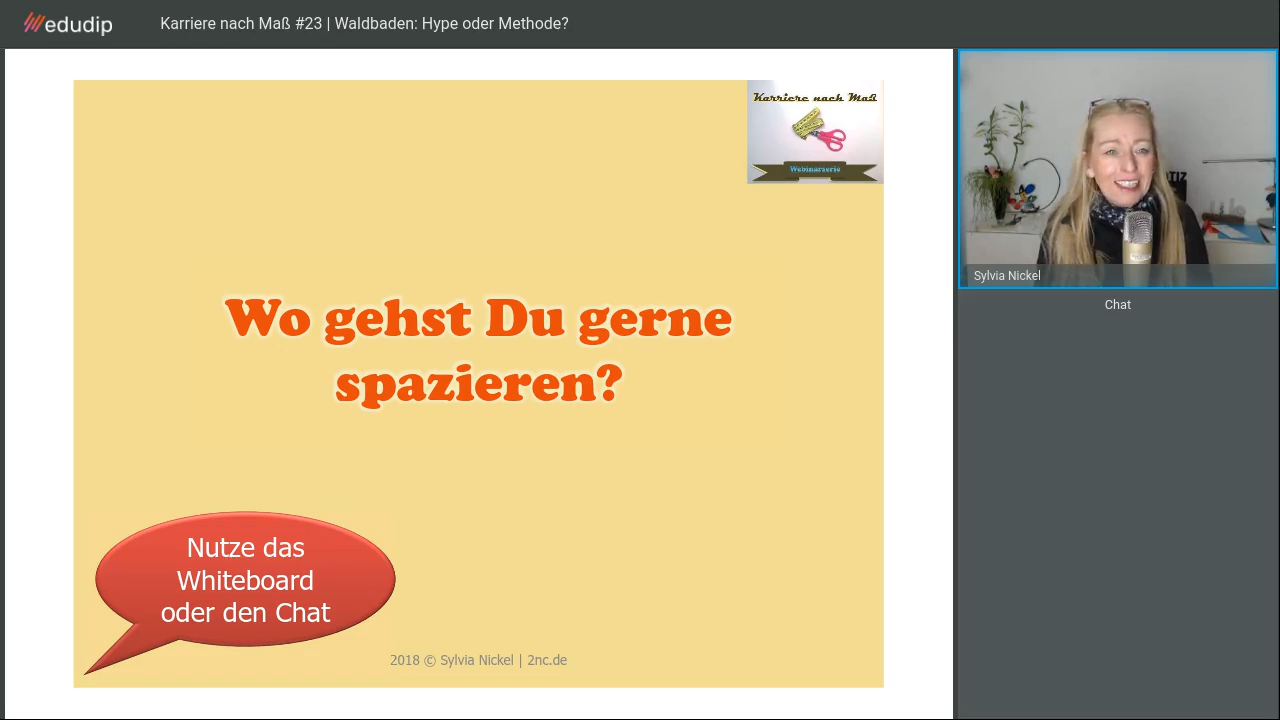 edudip
Karriere nach Maß #23 | Waldbaden: Hype oder Methode?
Karriere nach Maß
Webinarserie
Wo gehst Du gerne
spazieren?
Nutze das
Whiteboard
oder den Chat
2018 © Sylvia Nickel | 2nc.de
Sylvia Nickel
Chat